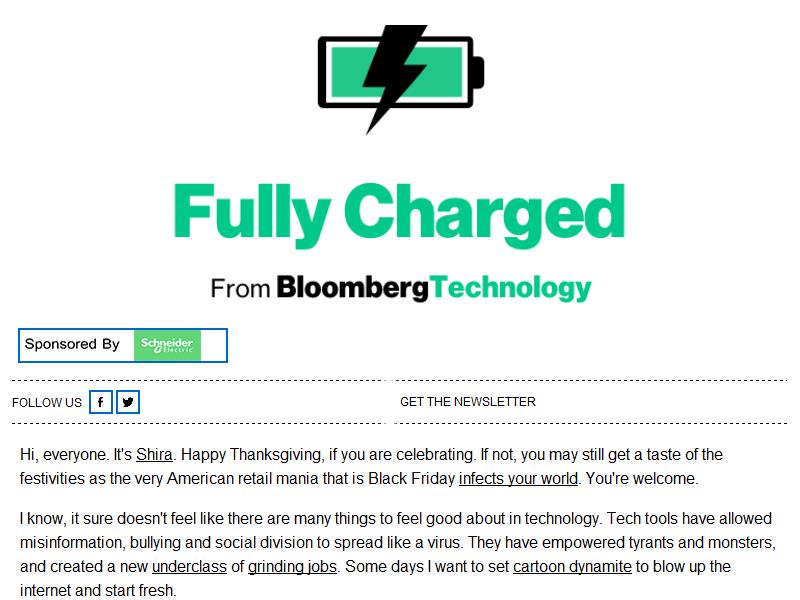 Fully Charged
From BloombergTechnology
Sponsored By Schneider Electric
FOLLOW US
GET THE NEWSLETTER
Hi, everyone. It's Shira. Happy Thanksgiving, if you are celebrating. If not, you may still get a taste of the
festivities as the very American retail mania that is Black Friday infects your world. You're welcome.
I know, it sure doesn't feel like there are many things to feel good about in technology. Tech tools have allowed
misinformation, bullying and social division to spread like a virus. They have empowered tyrants and monsters,
and created a new underclass of grinding jobs. Some days I want to set cartoon dynamite to blow up the
internet and start fresh.